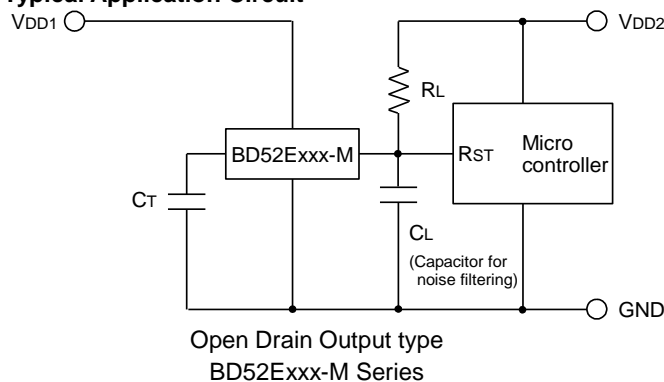 Typical Application Circuit
VDD1
VDD2
RL
BD52Exxx-M
RST
Micro
controller
CT
CL
(Capacitor for
noise filtering)
GND
Open Drain Output type
BD52Exxx-M Series